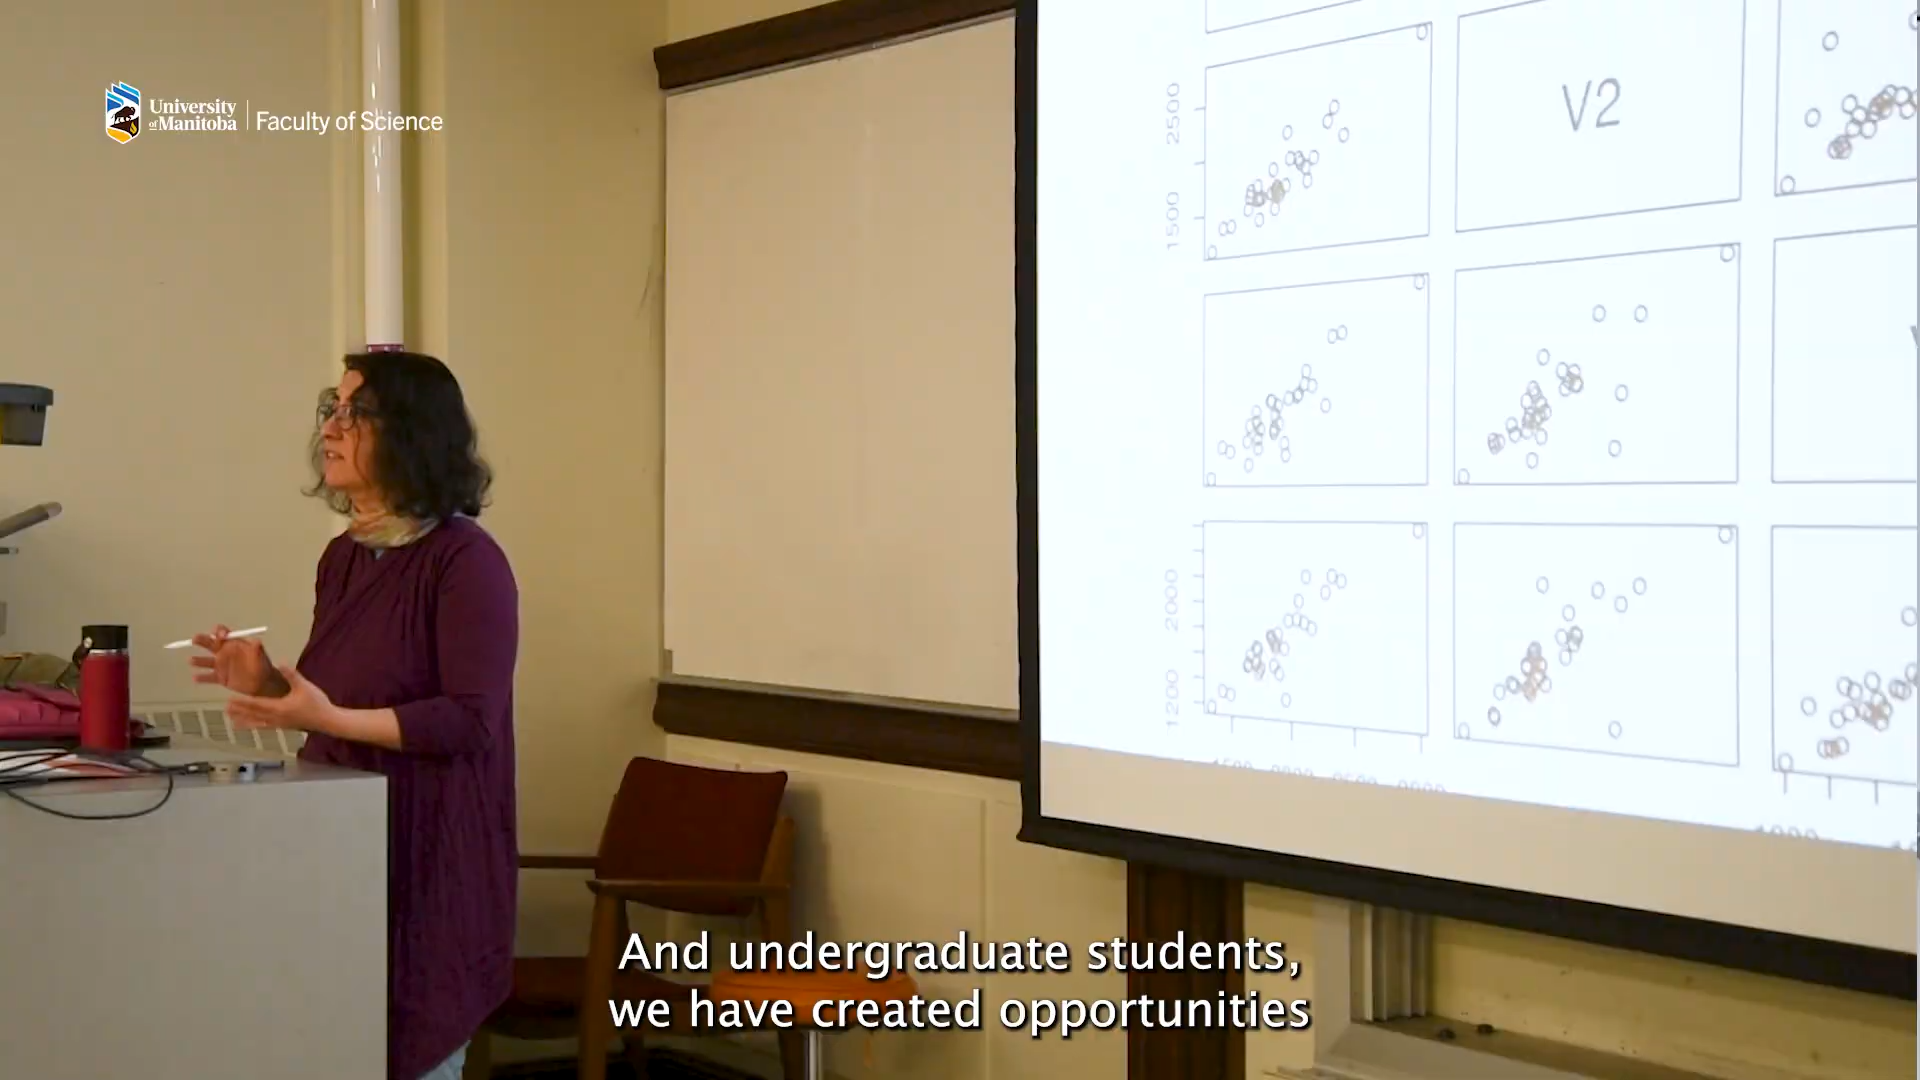 University
of Manitoba
Faculty of Science
2500
V2
1500
2000
1200
And undergraduate students,
we have created opportunities